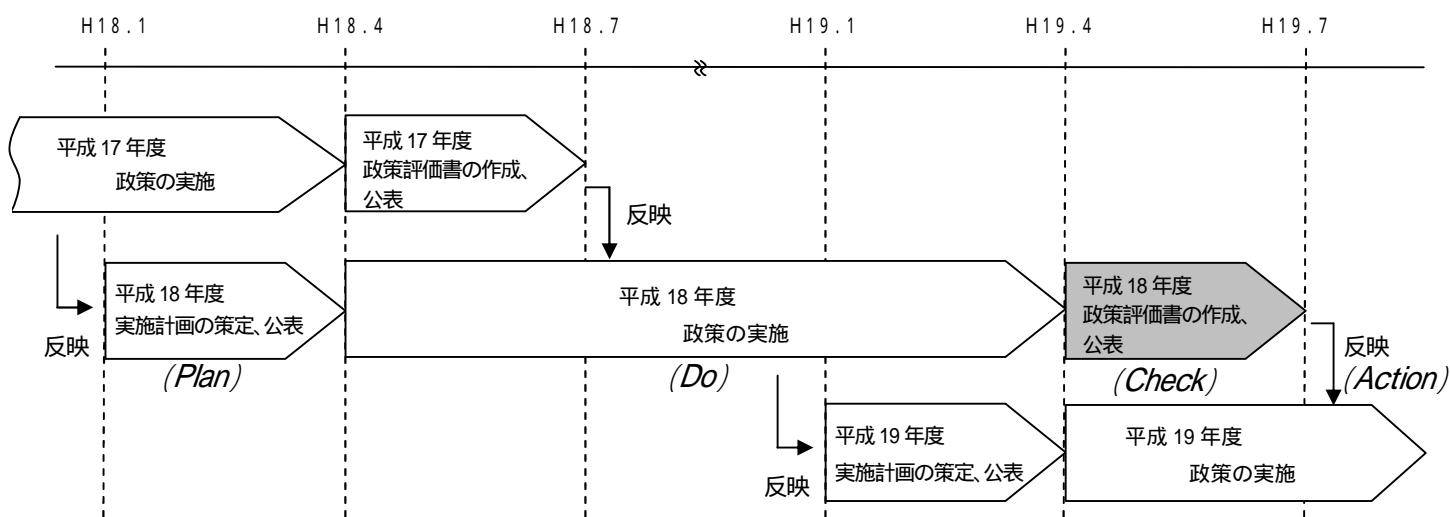 H18.1 H18.4 H18.7 H19.1 H19.4 H19.7
平成 17 年度
政策の実施
平成 17 年度
政策評価書の作成、
公表
反映
反映
平成 18 年度
実施計画の策定、公表
(Plan)
平成 18 年度
政策の実施
(Do)
平成 18 年度
政策評価書の作成、
公表
(Check)
反映
(Action)
反映
平成 19 年度
実施計画の策定、公表
平成 19 年度
政策の実施